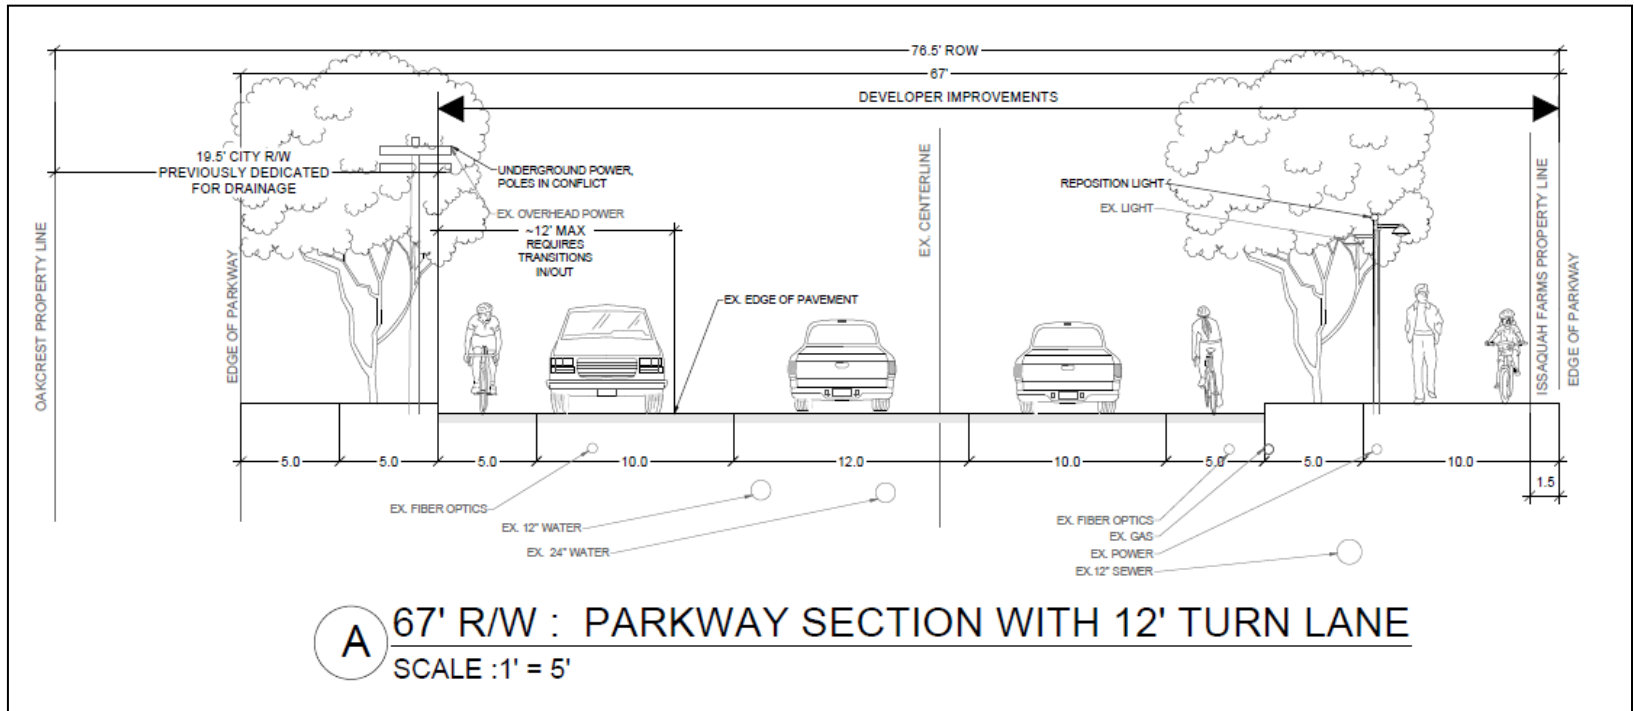 76.5' ROW
67'
DEVELOPER IMPROVEMENTS
19.5' CITY R/W
PREVIOUSLY DEDICATED
FOR DRAINAGE
UNDERGROUND POWER,
POLES IN CONFLICT
EX. OVERHEAD POWER
~12' MAX
REQUIRES
TRANSITIONS
IN/OUT
EX. EDGE OF PAVEMENT
REPOSITION LIGHT
EX. LIGHT
OAKCREST PROPERTY LINE
EDGE OF PARKWAY
EX. CENTERLINE
ISSAQUAH FARMS PROPERTY LINE
EDGE OF PARKWAY
5.0 5.0 5.0 10.0 12.0 10.0 5.0 5.0 10.0
1.5
EX. FIBER OPTICS
EX. 12" WATER
EX. 24" WATER
EX. FIBER OPTICS
EX. GAS
EX. POWER
EX.12" SEWER
A
67' R/W : PARKWAY SECTION WITH 12' TURN LANE
SCALE :1' = 5'